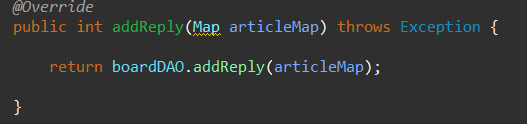 @Override
public int addReply(Map articleMap) throws Exception {
return boardDAO.addReply(articleMap);
}